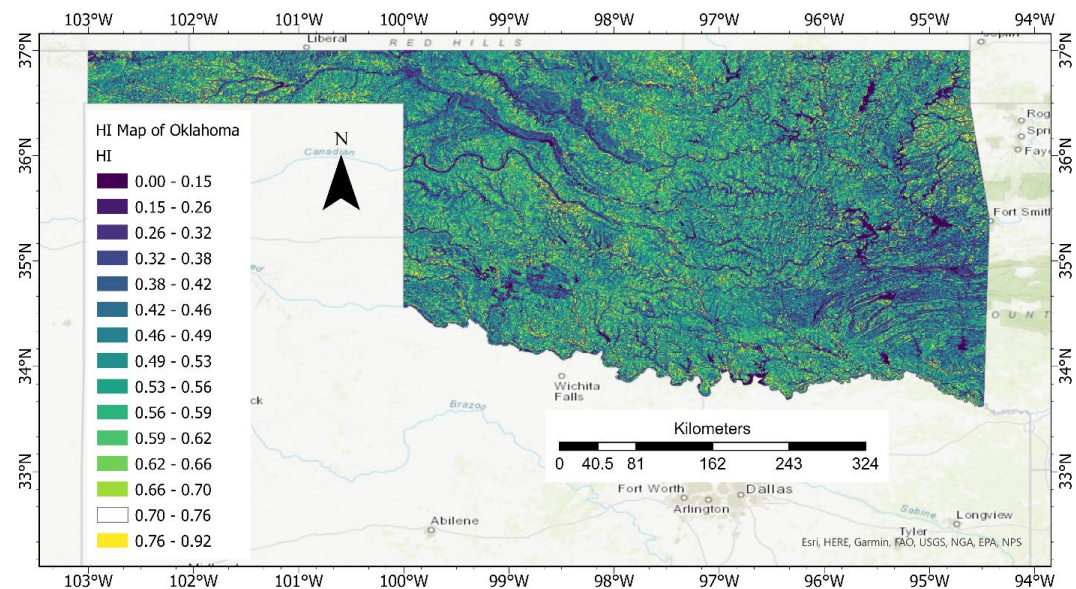 103°W 102°W 101°W 100°W 99°W 98°W 97°W 96°W 95°W 94°W
37°N 36°N 35°N 34°N 33°N
37°N 36°N 35°N 34°N 33°N
Liberal
RED HILLS
HI Map of Oklahoma
HI
0.00 - 0.15
0.15 - 0.26
0.26 - 0.32
0.32 - 0.38
0.38 - 0.42
0.42 - 0.46
0.46 - 0.49
0.49 - 0.53
0.53 - 0.56
0.56 - 0.59
0.59 - 0.62
0.62 - 0.66
0.66 - 0.70
0.70 - 0.76
0.76 - 0.92
N
Canadian
Rog
Spri
Faye
Fort Smith
OUNT
ed
ck
Wichita
Falls
Brazos
Kilometers
0 40.5 81 162 243 324
Fort Worth
Dallas
Arlington
Abilene
Sabine
Longview
Tyler
Esri, HERE, Garmin, FAO, USGS, NGA, EPA, NPS
103°W 102°W 101°W 100°W 99°W 98°W 97°W 96°W 95°W 94°W